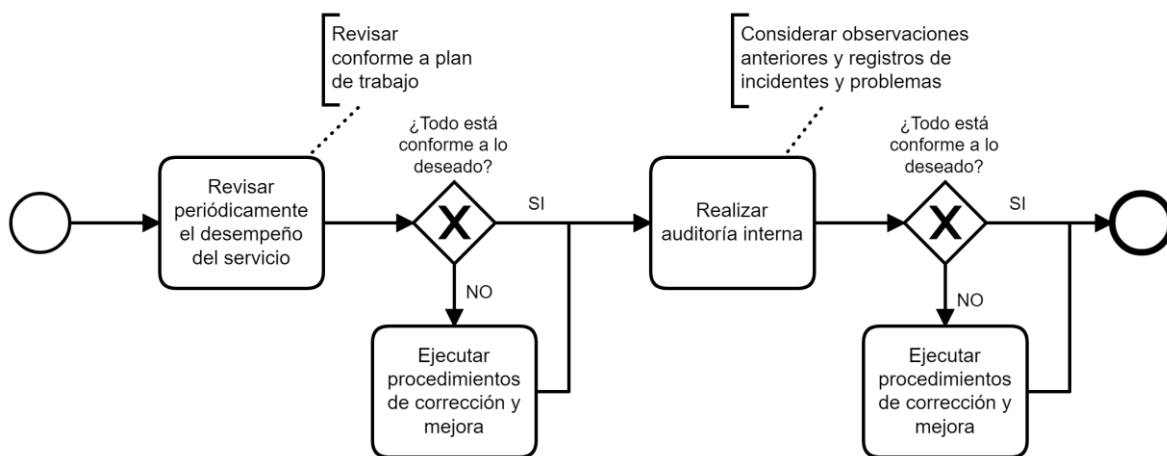 Revisar
conforme a plan
de trabajo
Considerar observaciones
anteriores y registros de
incidentes y problemas
Revisar
periódicamente
el desempeño
del servicio
¿Todo está
conforme a lo
deseado?
X
SI
NO
Ejecutar
procedimientos
de corrección y
mejora
Realizar
auditoría interna
¿Todo está
conforme a lo
deseado?
X
SI
NO
Ejecutar
procedimientos
de corrección y
mejora